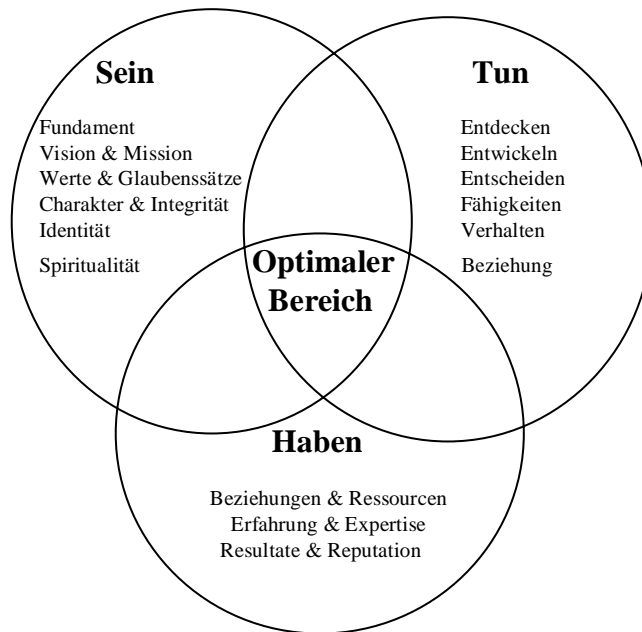 Sein
Fundament
Vision & Mission
Werte & Glaubenssätze
Charakter & Integrität
Identität
Spiritualität
Tun
Entdecken
Entwickeln
Entscheiden
Fähigkeiten
Verhalten
Beziehung
Optimaler
Bereich
Haben
Beziehungen & Ressourcen
Erfahrung & Expertise
Resultate & Reputation